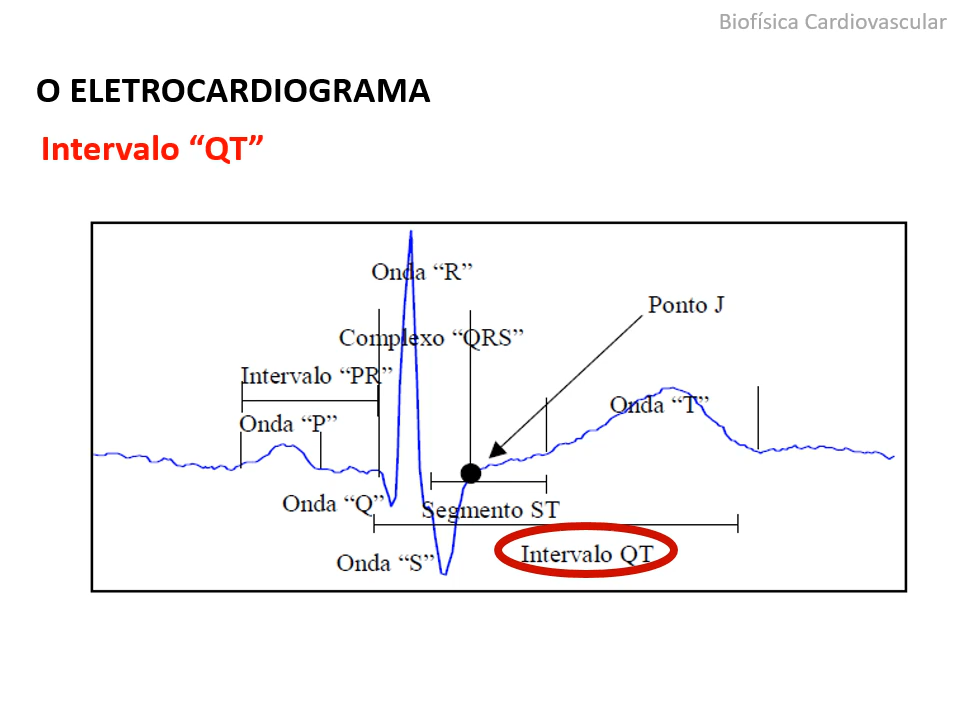 Biofísica Cardiovascular
O ELETROCARDIOGRAMA
Intervalo “QT”
Onda “R”
Ponto J
Complexo “QRS”
Intervalo “PR”
Onda “T”
Onda “P”
Onda “Q”
Segmento ST
Intervalo QT
Onda “S”